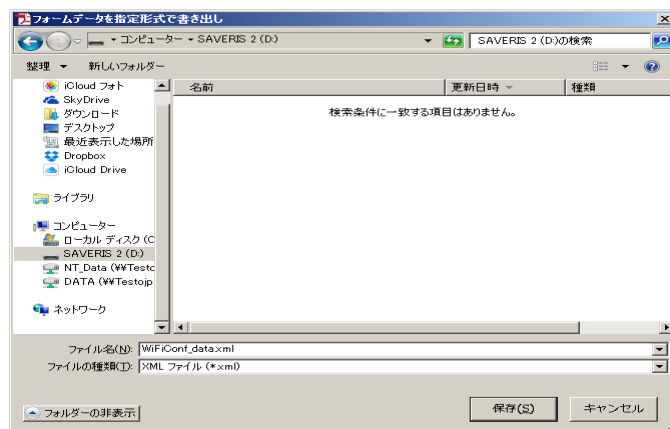 フォームデータを指定形式で書き出し
コンピューター SAVERIS 2 (D:) SAVERIS 2 (D:)の検索
整理 新しいフォルダー
名前 更新日時 種類
検索条件に一致する項目はありません。
iCloud フォト
SkyDrive
ダウンロード
デスクトップ
最近表示した場所
Dropbox
iCloud Drive
ライブラリ
コンピューター
ローカル ディスク (C
SAVERIS 2 (D:)
NT_Data (¥¥Testc
DATA (¥¥Testojp
ネットワーク
ファイル名(N): WiFiConf_data.xml
ファイルの種類(T): XML ファイル (*.xml)
フォルダーの非表示 保存(S) キャンセル